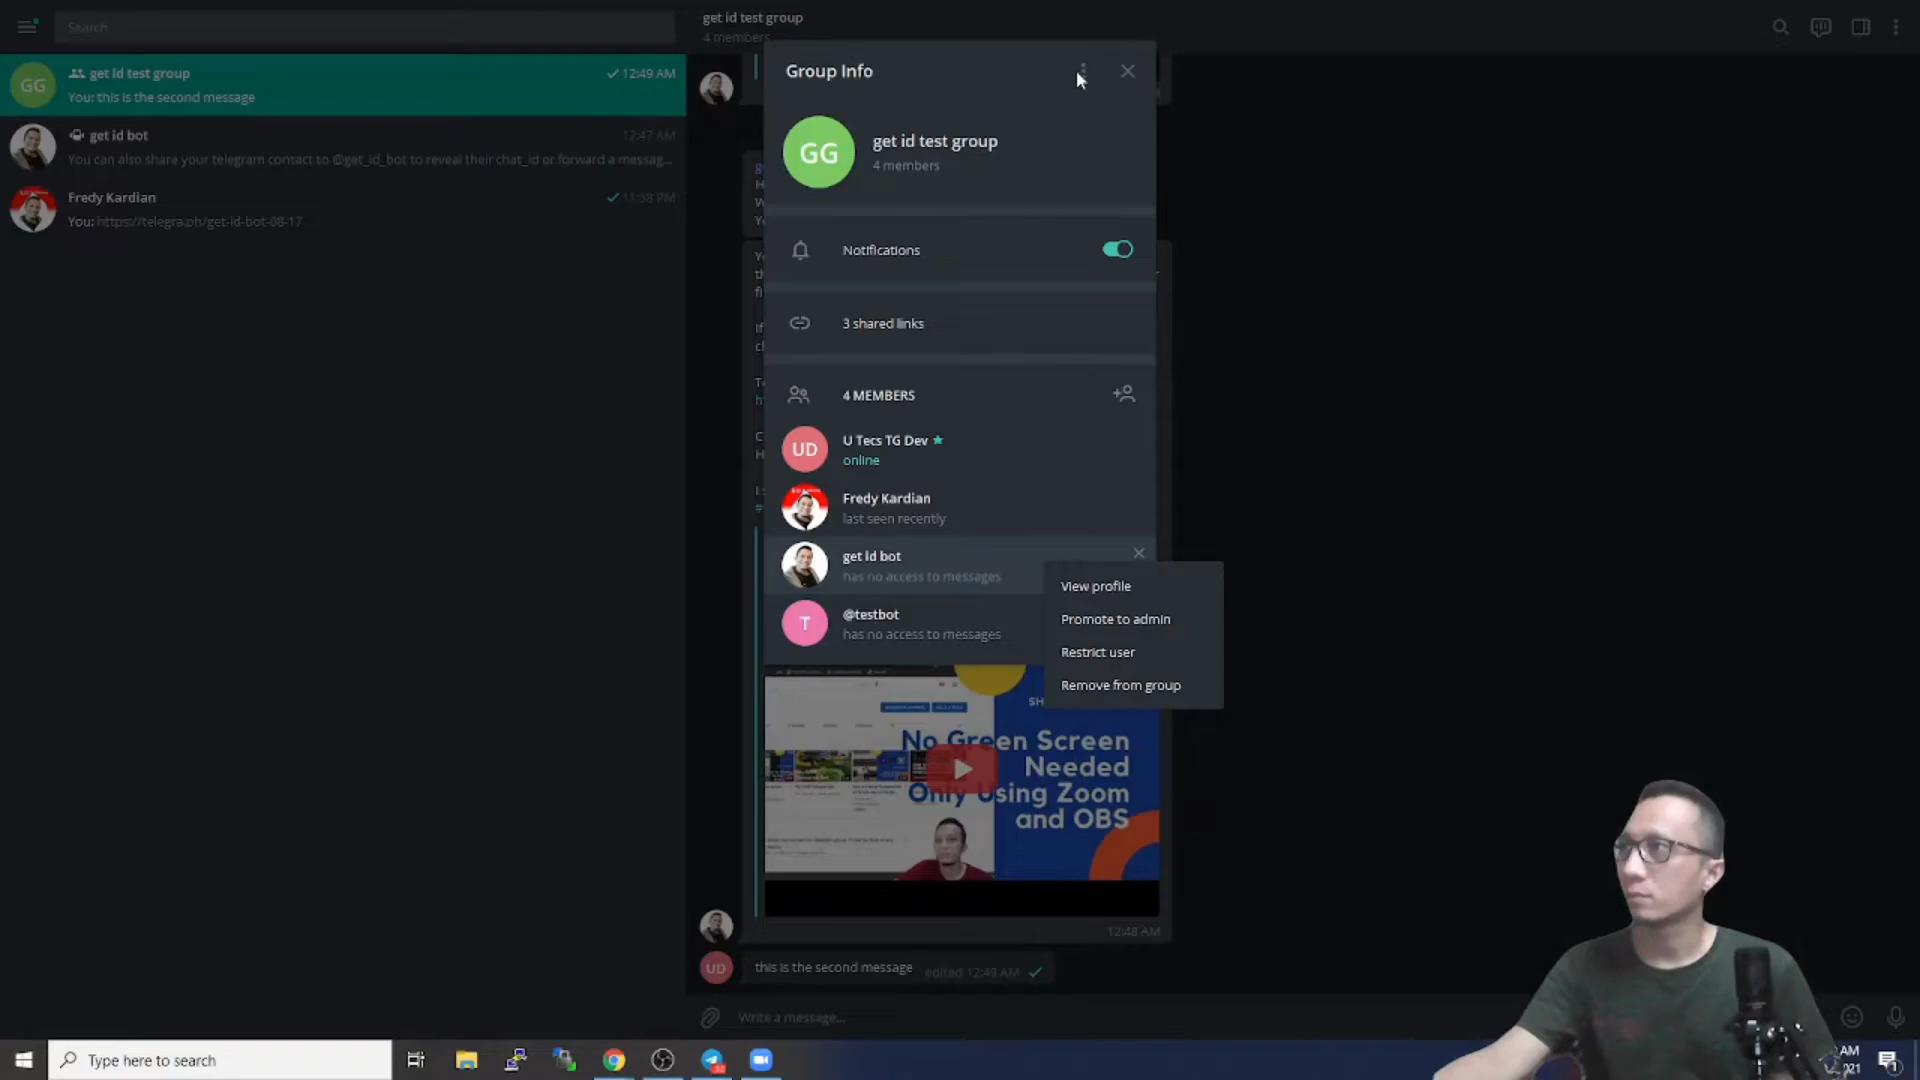 Search
get id test group
4 members
GG
get id test group
12:49 AM
You: this is the second message
get id bot
12:47 AM
You can also share your telegram contact to @get_id_bot to reveal their chat_id or forward a messag...
Fredy Kardian
11:58 PM
You: https://telegra.ph/get-id-bot-08-17
Group Info
GG
get id test group
4 members
Notifications
3 shared links
4 MEMBERS
UD
U Tecs TG Dev
online
Fredy Kardian
last seen recently
get id bot
has no access to messages
T
@testbot
has no access to messages
View profile
Promote to admin
Restrict user
Remove from group
No Green Screen
Needed
Only Using Zoom
and OBS
12:48 AM
UD
this is the second message
edited 12:49 AM
Write a message...
Type here to search
AM